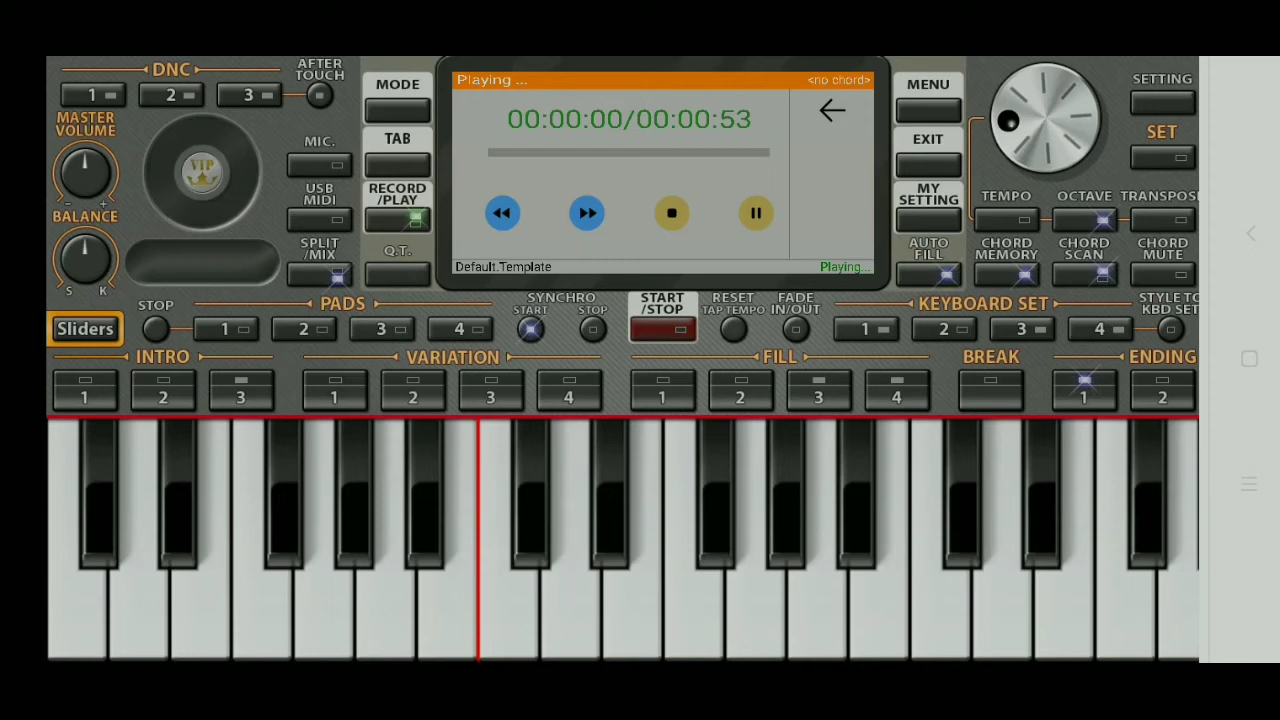 DNC
AFTER
TOUCH
1 2 3
MASTER
VOLUME
- +
VIP
BALANCE
S K
MIC.
USB
MIDI
SPLIT
/MIX
MODE
TAB
RECORD
/PLAY
Q.T.
Playing ... <no chord>
00:00:00/00:00:53
Default.Template Playing...
MENU
EXIT
MY
SETTING
AUTO
FILL
SETTING
SET
TEMPO OCTAVE TRANSPOS
CHORD
MEMORY
CHORD
SCAN
CHORD
MUTE
Sliders
STOP
PADS
1 2 3 4
SYNCHRO
START STOP
START
/STOP
RESET
TAP TEMPO
FADE
IN/OUT
KEYBOARD SET
1 2 3 4
STYLE TO
KBD SET
INTRO
1 2 3
VARIATION
1 2 3 4
FILL
1 2 3 4
BREAK
ENDING
1 2